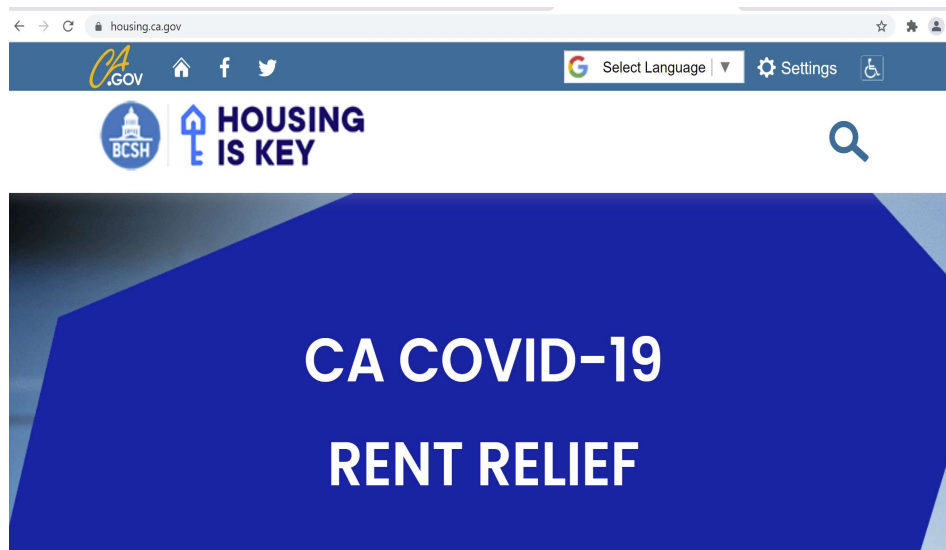 housing.ca.gov
CA
.GOV
f
G Select Language ▼ Settings
BCSH
HOUSING
IS KEY
CA COVID-19
RENT RELIEF